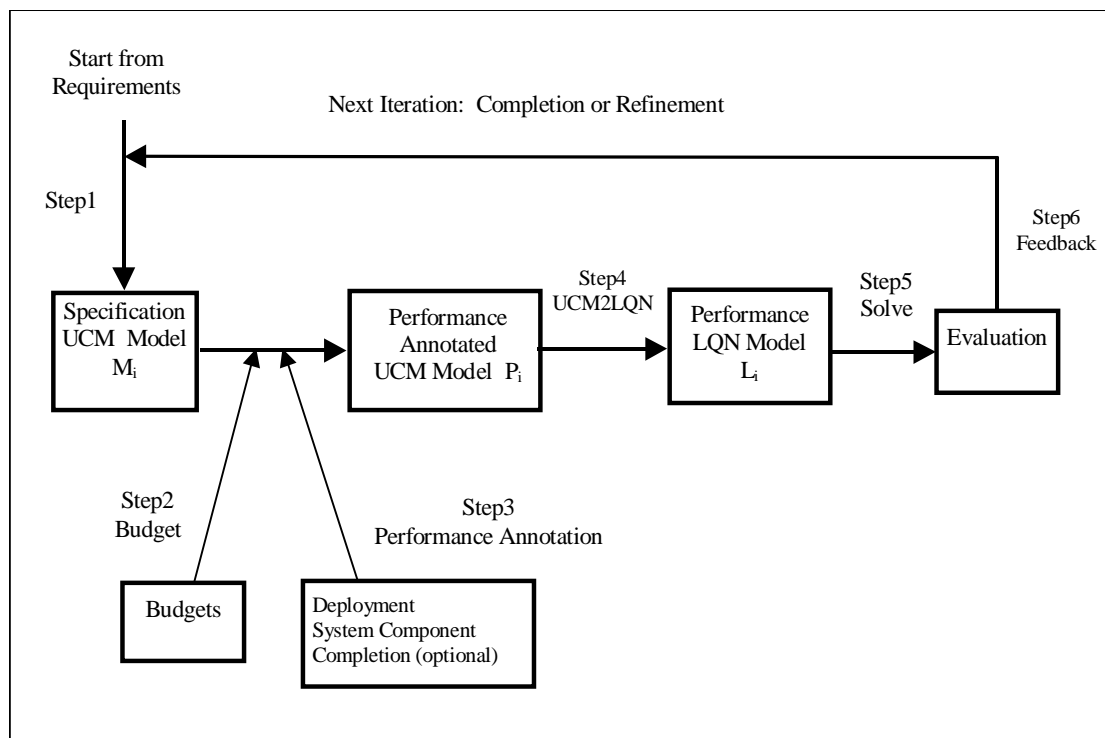 Start from
Requirements
Next Iteration: Completion or Refinement
Step1
Step6
Feedback
Step4
UCM2LQN
Step5
Solve
Specification
UCM Model
Mi
Performance
Annotated
UCM Model Pi
Performance
LQN Model
Li
Evaluation
Step2
Budget
Step3
Performance Annotation
Budgets
Deployment
System Component
Completion (optional)